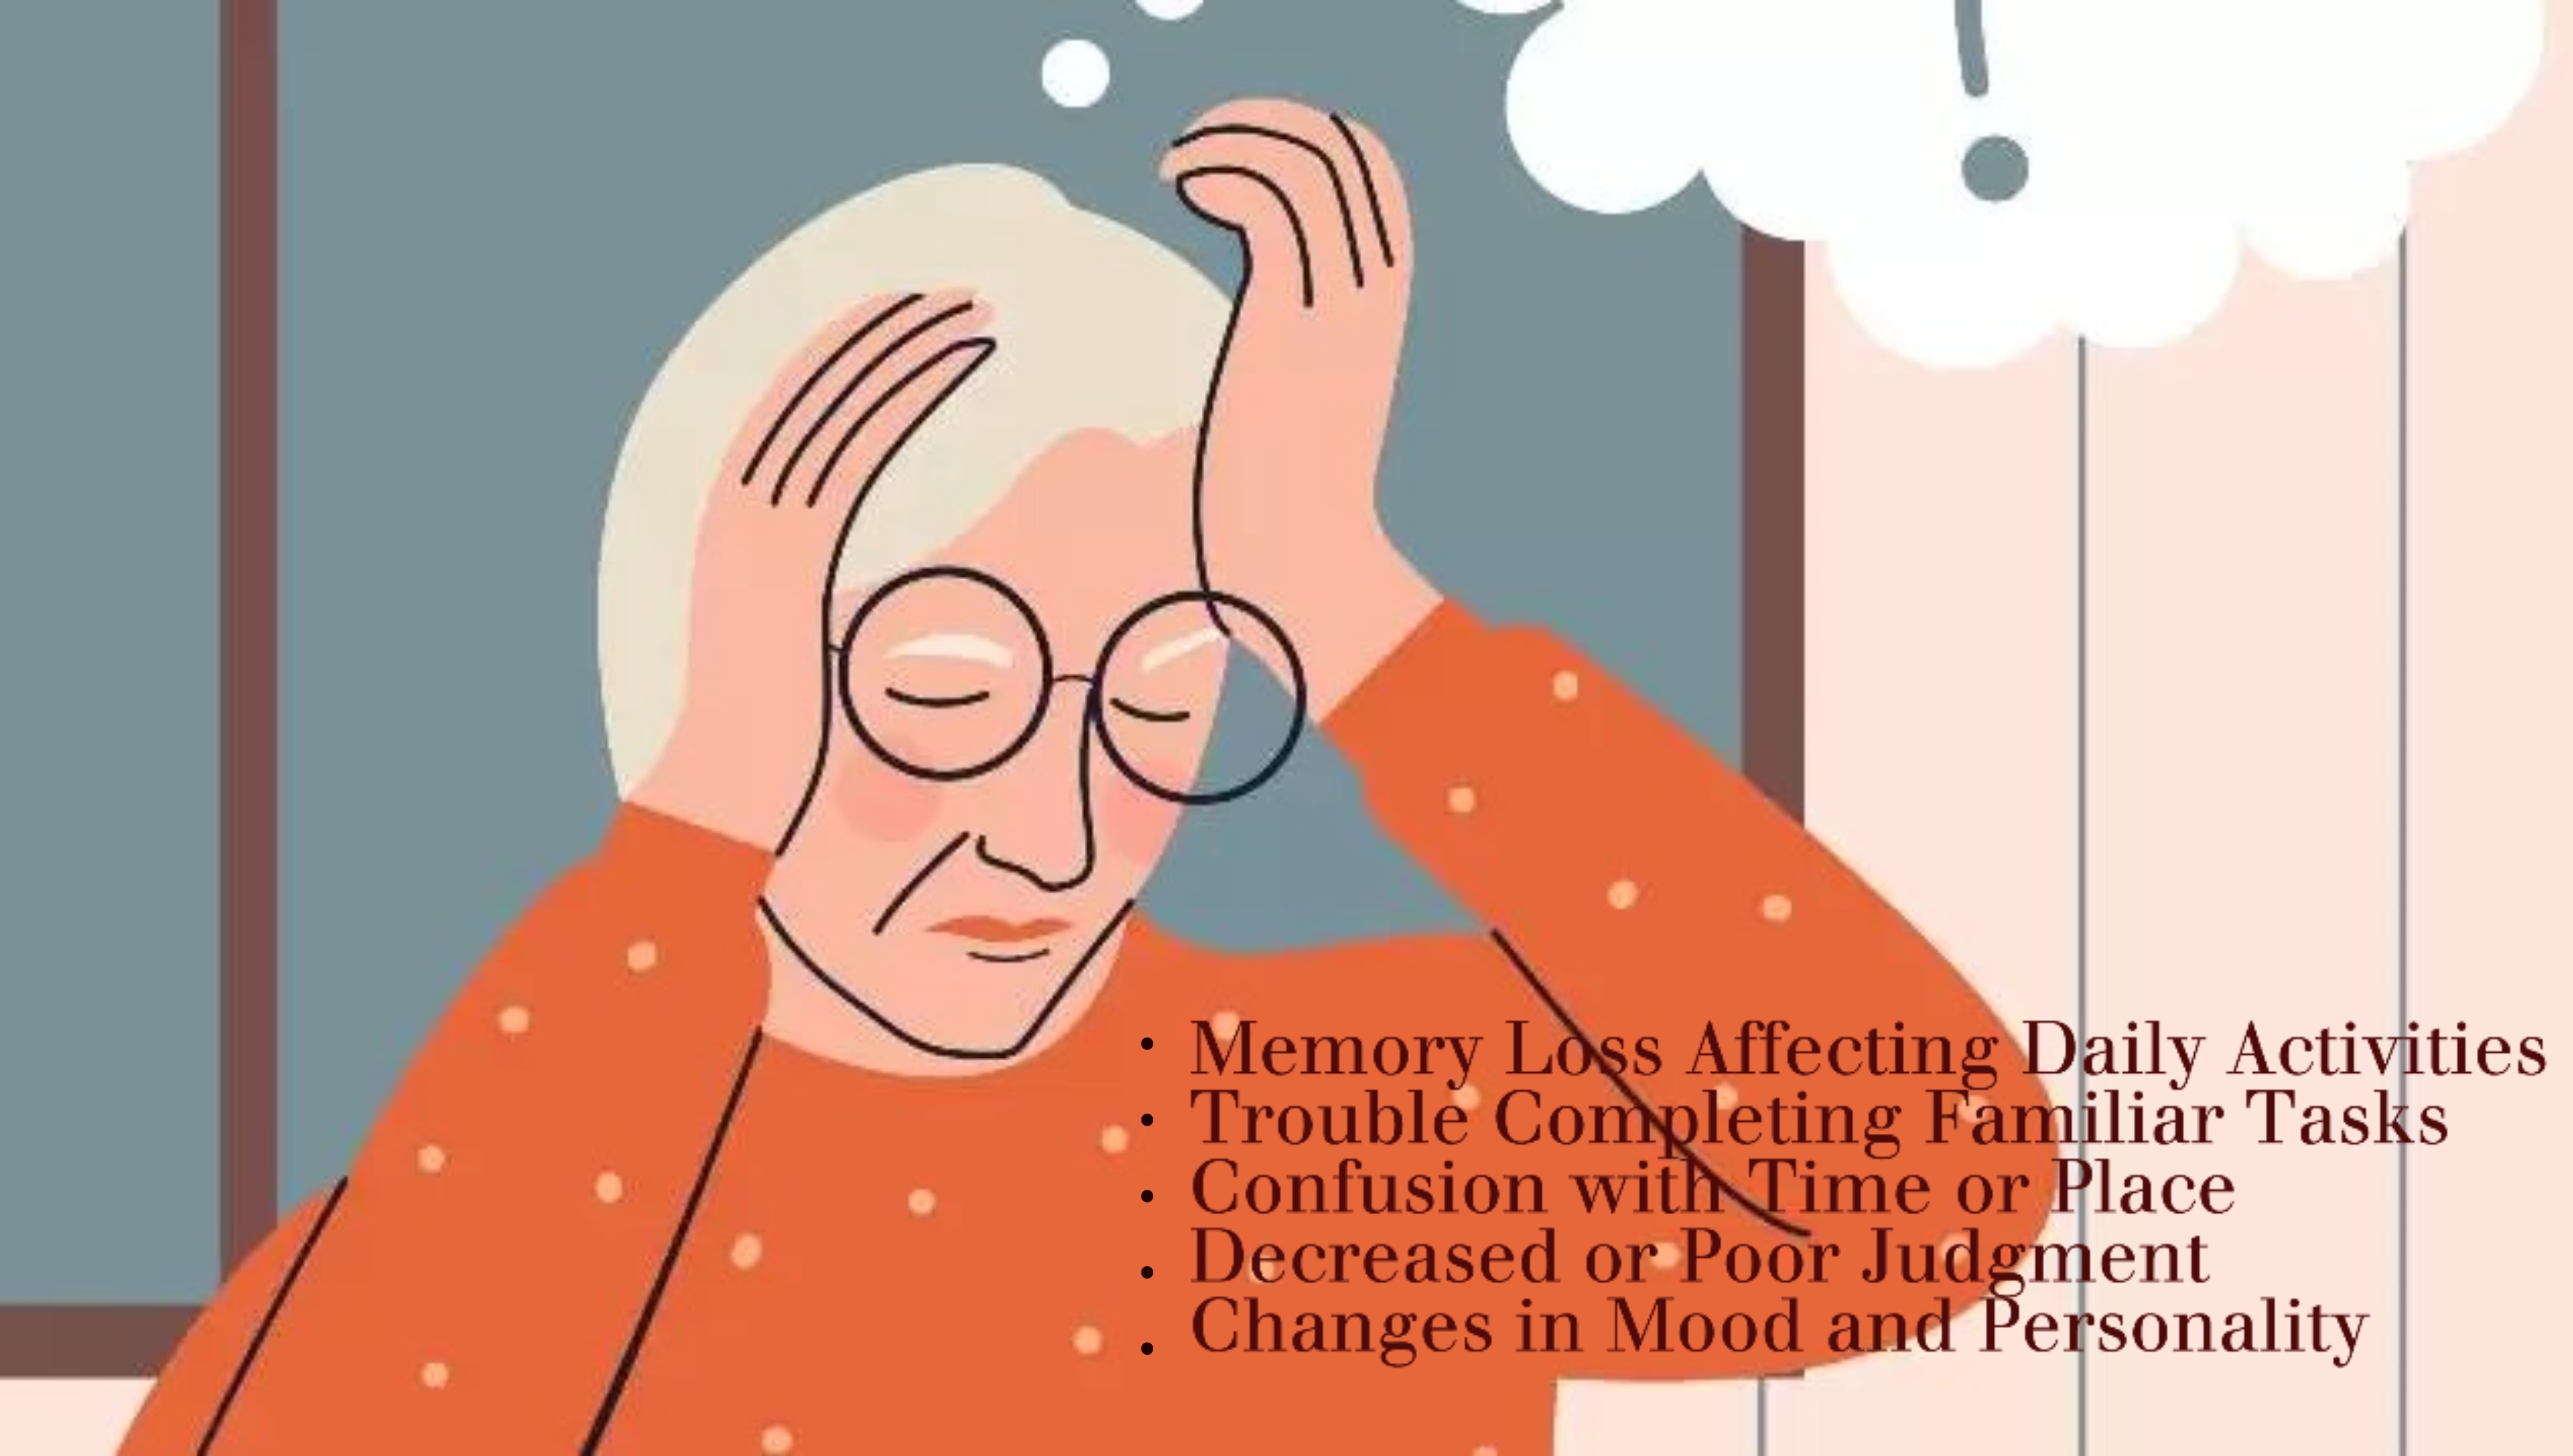 • Memory Loss Affecting Daily Activities
• Trouble Completing Familiar Tasks
• Confusion with Time or Place
• Decreased or Poor Judgment
• Changes in Mood and Personality